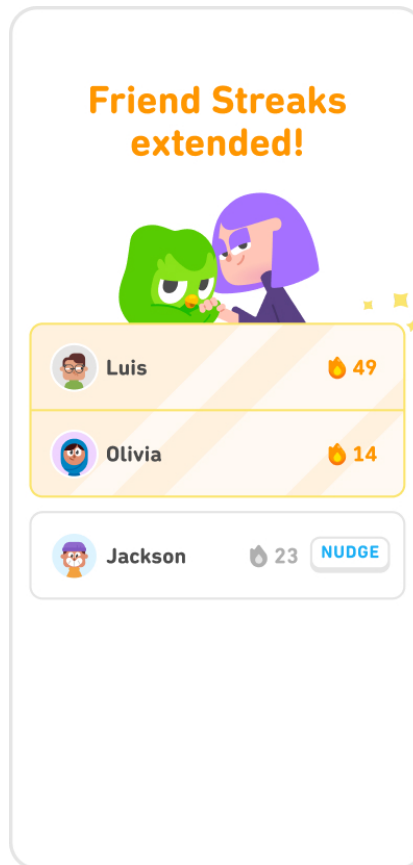 Friend Streaks
extended!
Luis 49
Olivia 14
Jackson 23 NUDGE